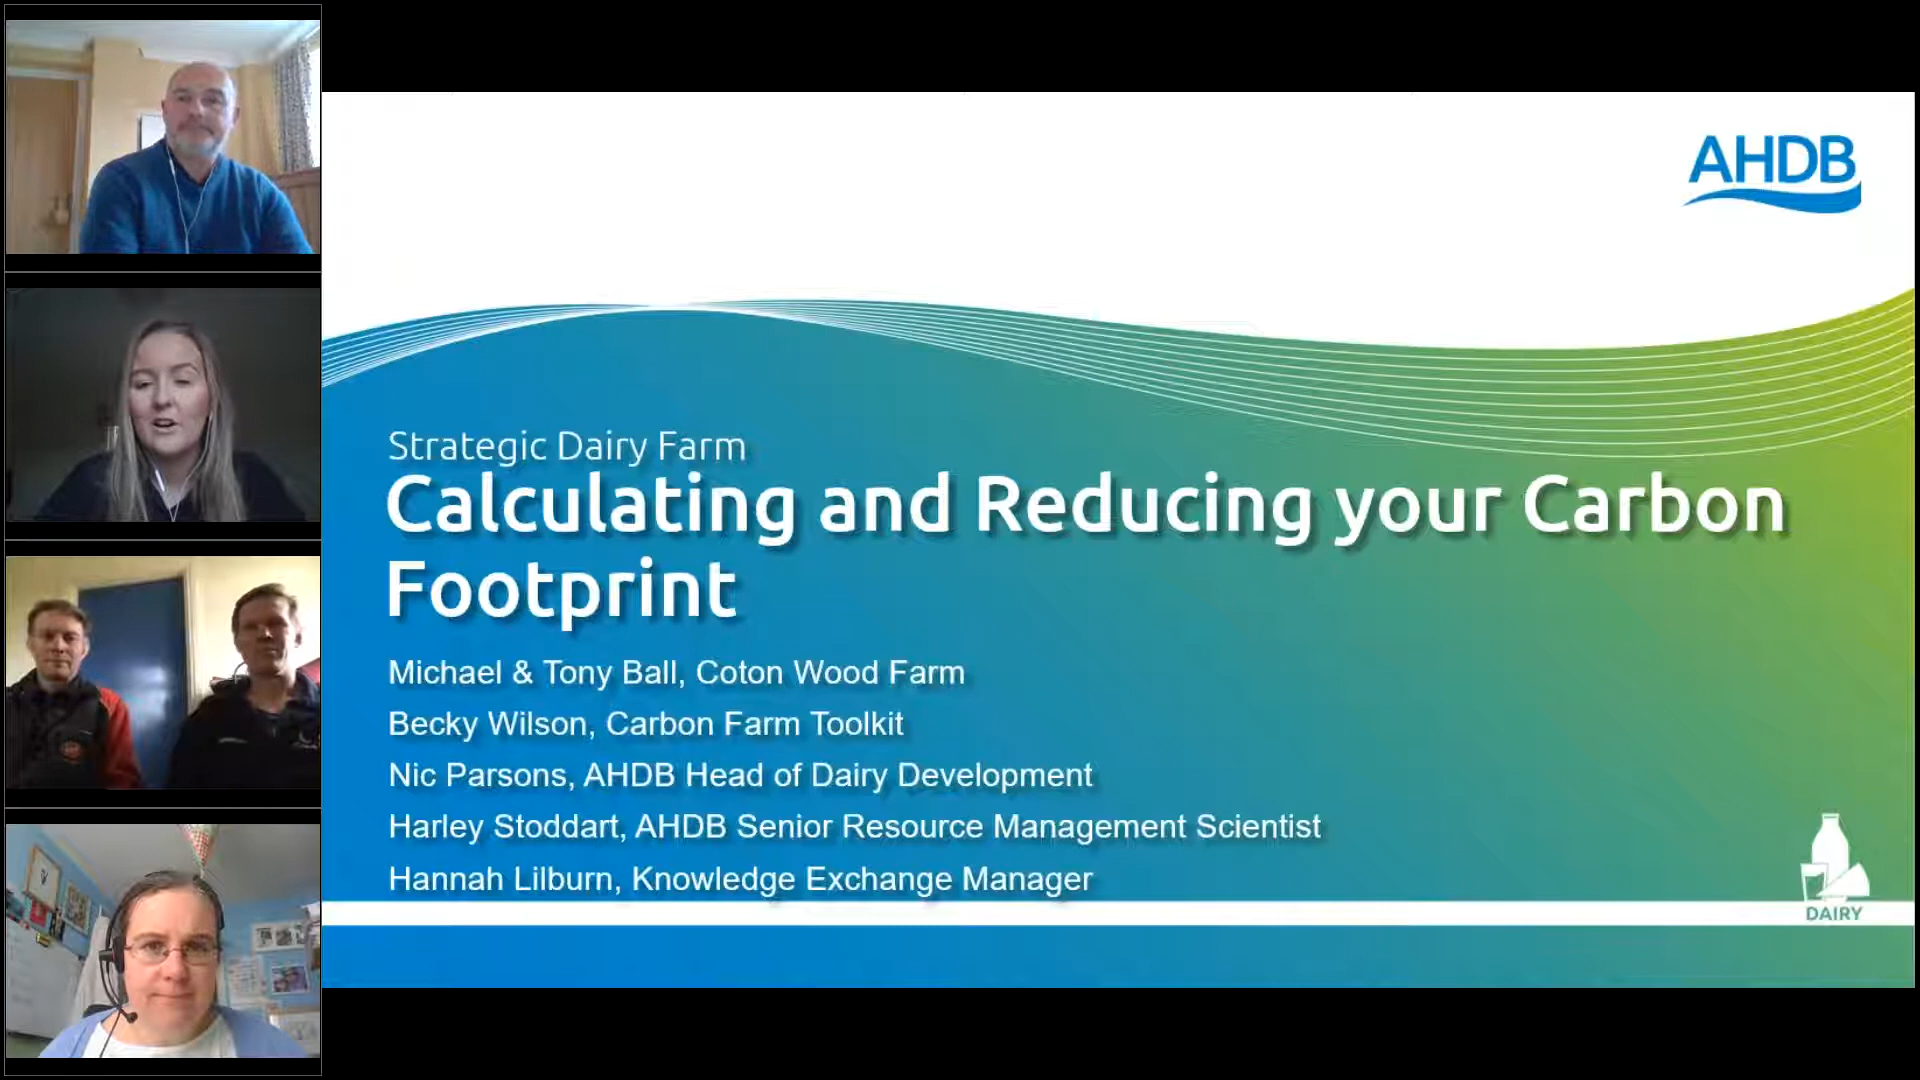 AHDB
Strategic Dairy Farm
Calculating and Reducing your Carbon
Footprint
Michael & Tony Ball, Coton Wood Farm
Becky Wilson, Carbon Farm Toolkit
Nic Parsons, AHDB Head of Dairy Development
Harley Stoddart, AHDB Senior Resource Management Scientist
Hannah Lilburn, Knowledge Exchange Manager
DAIRY